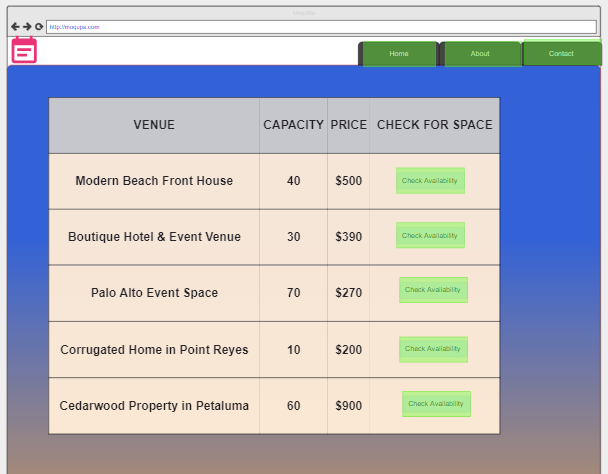 http://moqups.com
Home About Contact
VENUE CAPACITY PRICE CHECK FOR SPACE
Modern Beach Front House 40 $500 Check Availability
Boutique Hotel & Event Venue 30 $390 Check Availability
Palo Alto Event Space 70 $270 Check Availability
Corrugated Home in Point Reyes 10 $200 Check Availability
Cedarwood Property in Petaluma 60 $900 Check Availability